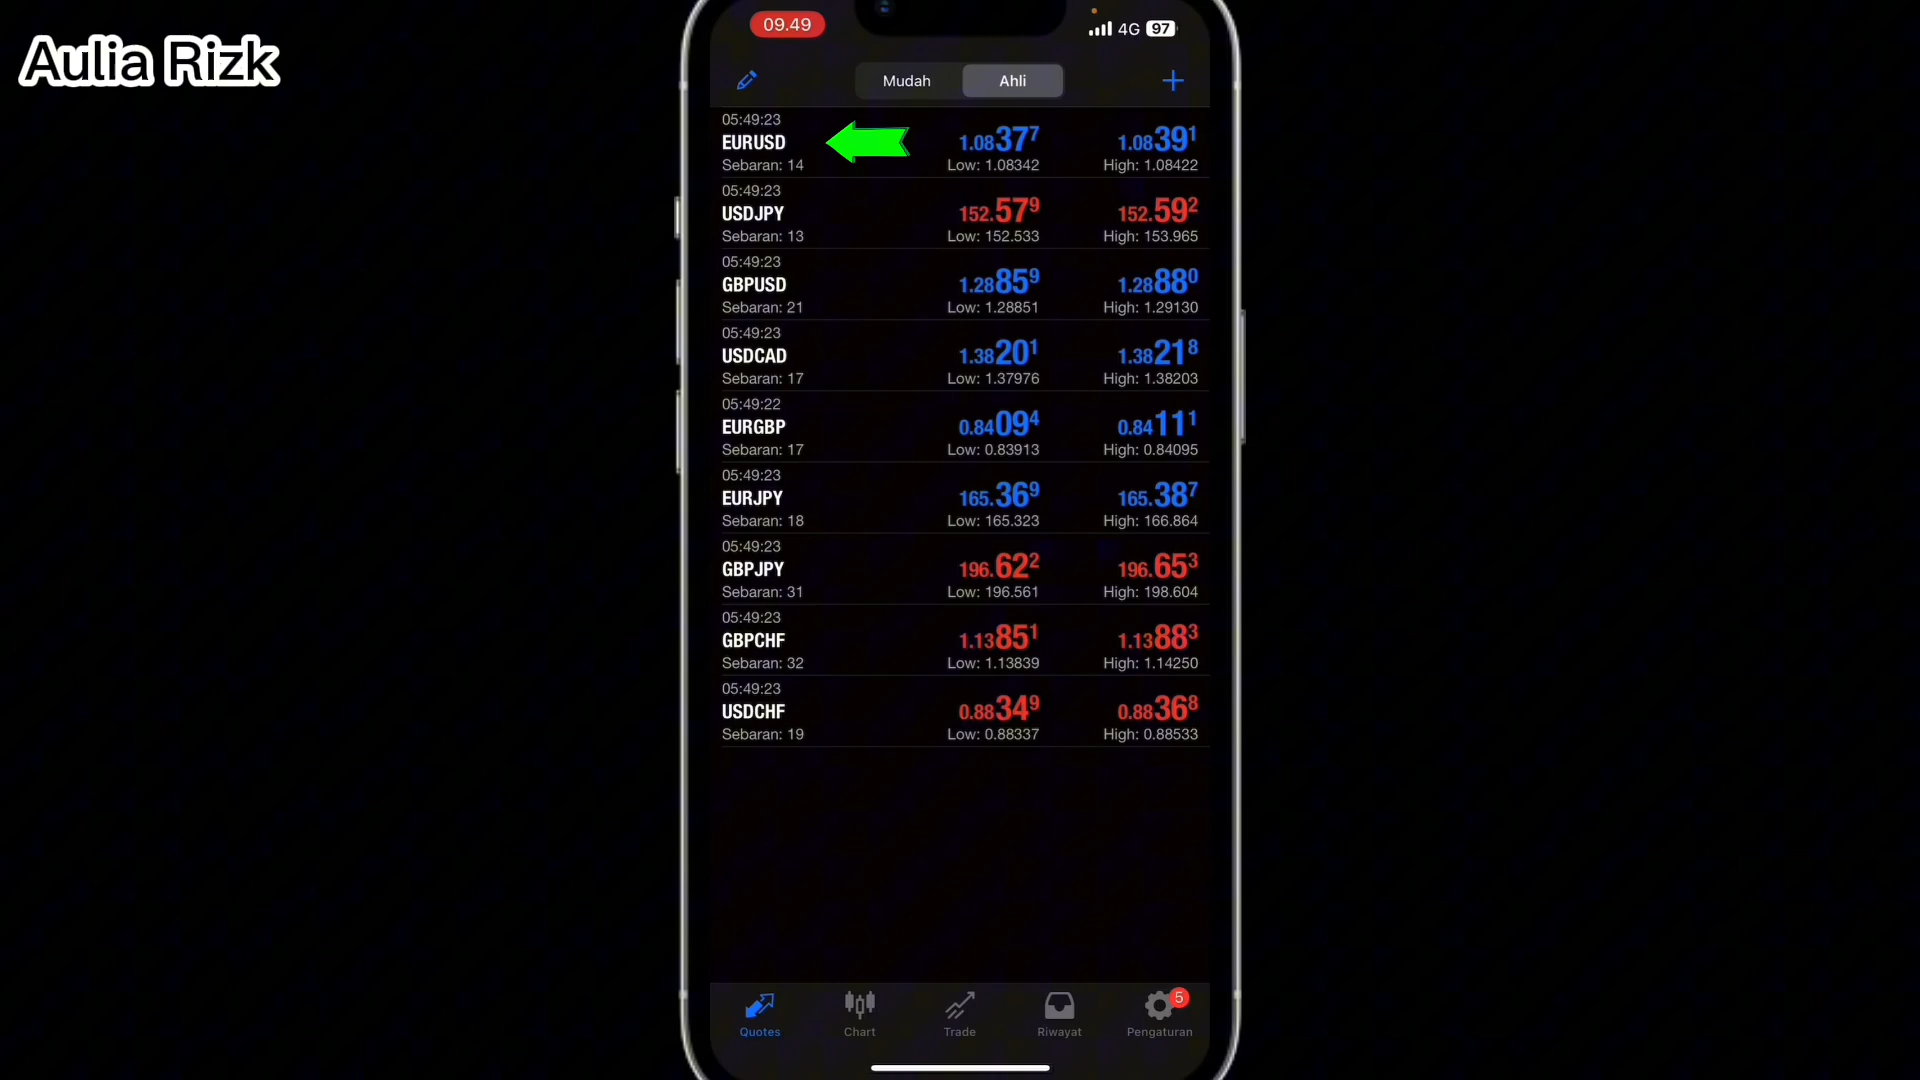 Aulia Rizk
09.49
4G 97
Mudah Ahli
05:49:23
EURUSD 1.08377 1.08391
Sebaran: 14 Low: 1.08342 High: 1.08422
05:49:23
USDJPY 152.579 152.592
Sebaran: 13 Low: 152.533 High: 153.965
05:49:23
GBPUSD 1.28859 1.28880
Sebaran: 21 Low: 1.28851 High: 1.29130
05:49:23
USDCAD 1.38201 1.38218
Sebaran: 17 Low: 1.37976 High: 1.38203
05:49:22
EURGBP 0.84094 0.84111
Sebaran: 17 Low: 0.83913 High: 0.84095
05:49:23
EURJPY 165.369 165.387
Sebaran: 18 Low: 165.323 High: 166.864
05:49:23
GBPJPY 196.622 196.653
Sebaran: 31 Low: 196.561 High: 198.604
05:49:23
GBPCHF 1.13851 1.13883
Sebaran: 32 Low: 1.13839 High: 1.14250
05:49:23
USDCHF 0.88349 0.88368
Sebaran: 19 Low: 0.88337 High: 0.88533
5
Quotes Chart Trade Riwayat Pengaturan